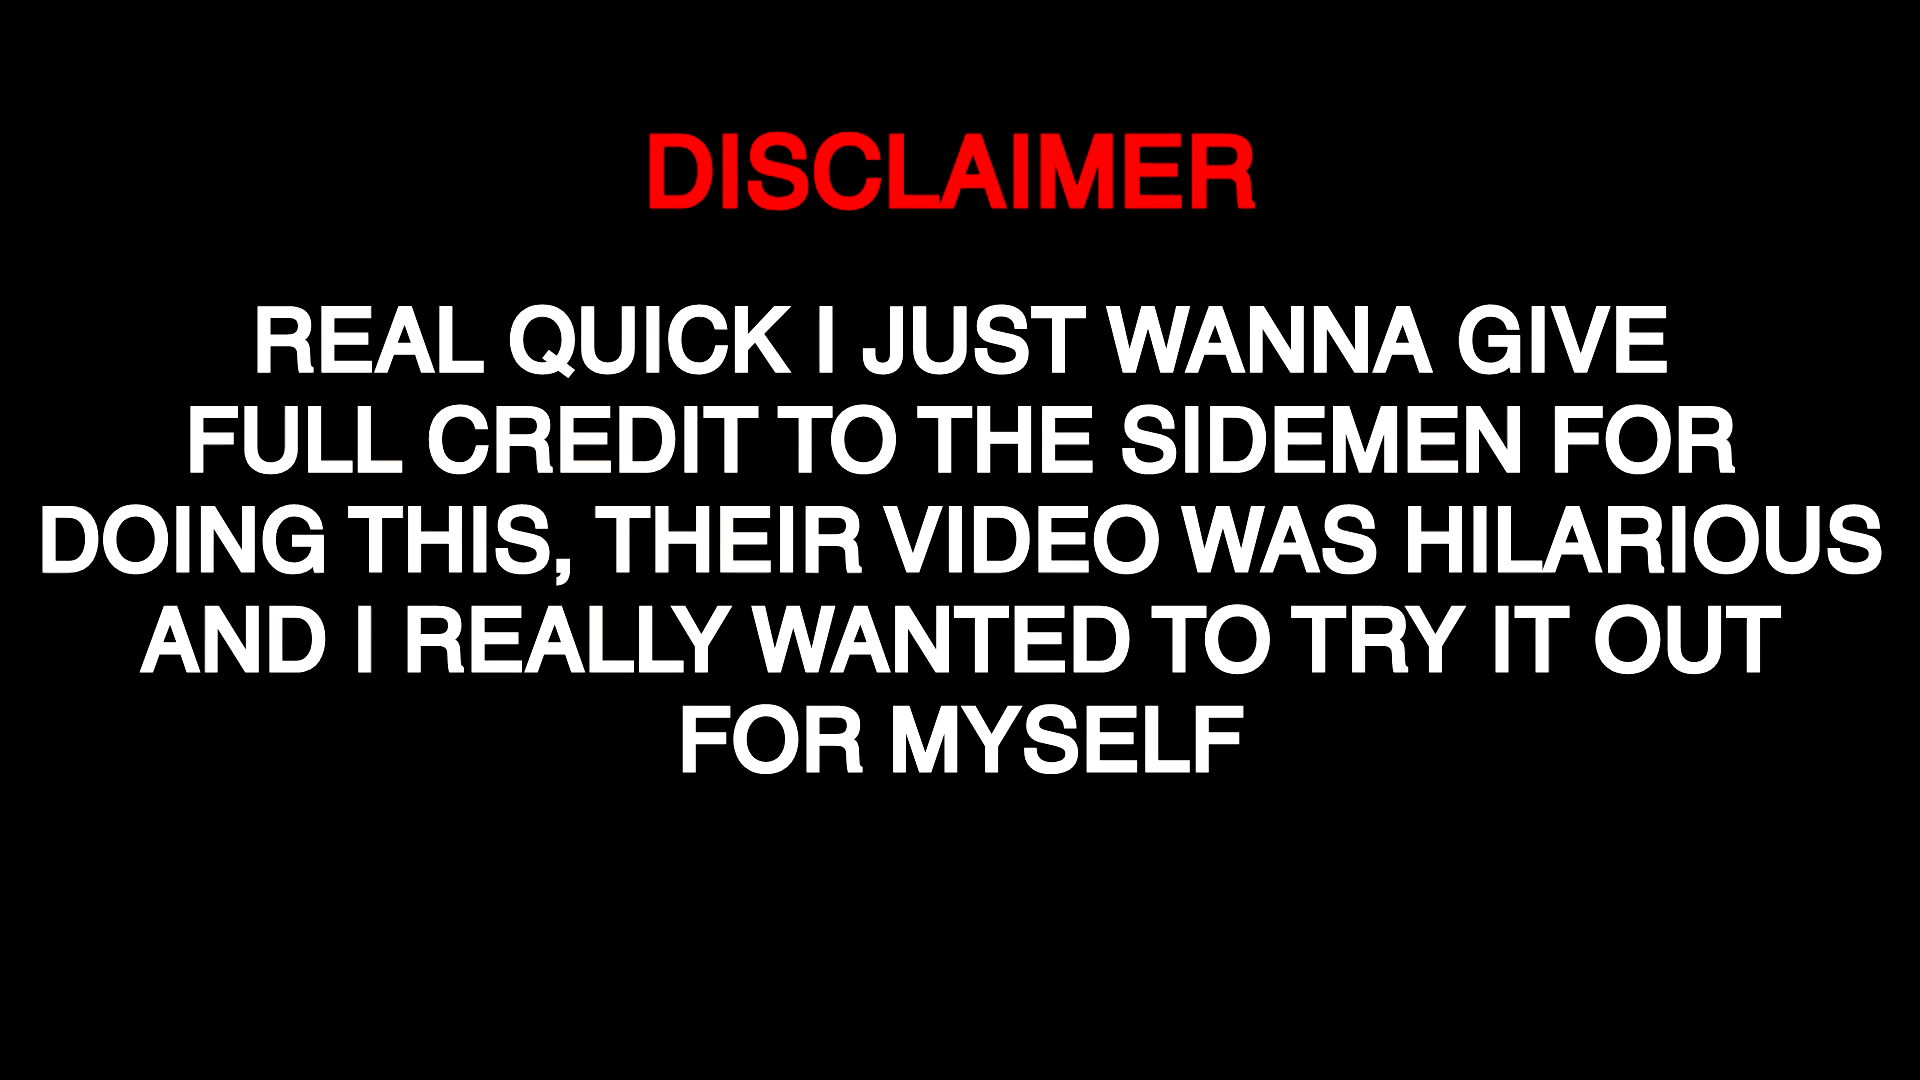 DISCLAIMER
REAL QUICK I JUST WANNA GIVE
FULL CREDIT TO THE SIDEMEN FOR
DOING THIS, THEIR VIDEO WAS HILARIOUS
AND I REALLY WANTED TO TRY IT OUT
FOR MYSELF